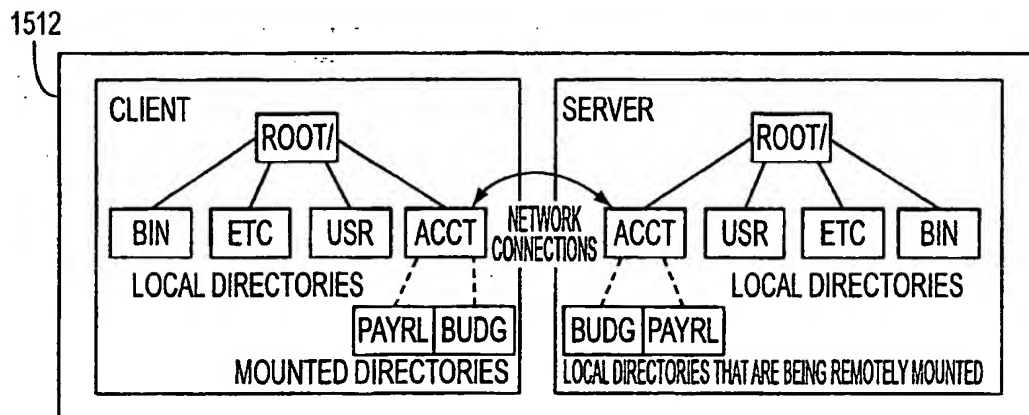 1512
CLIENT
ROOT/
BIN
ETC
USR
ACCT
LOCAL DIRECTORIES
PAYRL
BUDG
MOUNTED DIRECTORIES
NETWORK
CONNECTIONS
SERVER
ROOT/
ACCT
USR
ETC
BIN
LOCAL DIRECTORIES
BUDG
PAYRL
LOCAL DIRECTORIES THAT ARE BEING REMOTELY MOUNTED